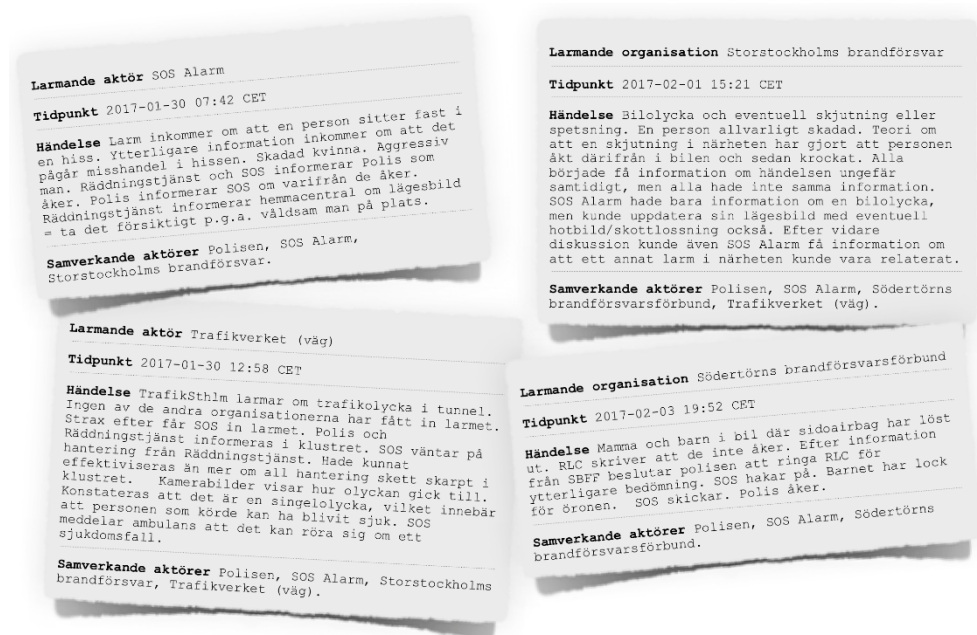 Larmande aktör SOS Alarm
Tidpunkt 2017-01-30 07:42 CET
Händelse Larm inkommer om att en person sitter fast i
en hiss. Ytterligare information inkommer om att det
pågår misshandel i hissen. Skadad kvinna. Aggressiv
man. Räddningstjänst och SOS informerar Polis som
åker. Polis informerar SOS om varifrån de åker.
Räddningstjänst informerar hemmacentral om lägesbild
= ta det försiktigt p.g.a. våldsam man på plats.
Samverkande aktörer Polisen, SOS Alarm,
Storstockholms brandförsvar.
Larmande organisation Storstockholms brandförsvar
Tidpunkt 2017-02-01 15:21 CET
Händelse Bilolycka och eventuell skjutning eller
spetsning. En person allvarligt skadad. Teori om
att en skjutning i närheten har gjort att personen
åkt därifrån i bilen och sedan krockat. Alla
började få information om händelsen ungefär
samtidigt, men alla hade inte samma information.
SOS Alarm hade bara information om en bilolycka,
men kunde uppdatera sin lägesbild med eventuell
hotbild/skottlossning också. Efter vidare
diskussion kunde även SOS Alarm få information om
att ett annat larm i närheten kunde vara relaterat.
Samverkande aktörer Polisen, SOS Alarm, Södertörns
brandförsvarsförbund, Trafikverket (väg).
Larmande aktör Trafikverket (väg)
Tidpunkt 2017-01-30 12:58 CET
Händelse TrafikSthlm larmar om trafikolycka i tunnel.
Ingen av de andra organisationerna har fått in larmet.
Strax efter får SOS in larmet. Polis och
Räddningstjänst informeras i klustret. SOS väntar på
hantering från Räddningstjänst. Hade kunnat
effektiviseras än mer om all hantering skett skarpt i
klustret. Kamerabilder visar hur olyckan gick till.
Konstateras att det är en singelolycka, vilket innebär
att personen som körde kan ha blivit sjuk. SOS
meddelar ambulans att det kan röra sig om ett
sjukdomsfall.
Samverkande aktörer Polisen, SOS Alarm, Storstockholms
brandförsvar, Trafikverket (väg).
Larmande organisation Södertörns brandförsvarsförbund
Tidpunkt 2017-02-03 19:52 CET
Händelse Mamma och barn i bil där sidoairbag har löst
ut. RLC skriver att de inte åker. Efter information
från SBFF beslutar polisen att ringa RLC för
ytterligare bedömning. SOS hakar på. Barnet har lock
för öronen. SOS skickar. Polis åker.
Samverkande aktörer Polisen, SOS Alarm, Södertörns
brandförsvarsförbund.